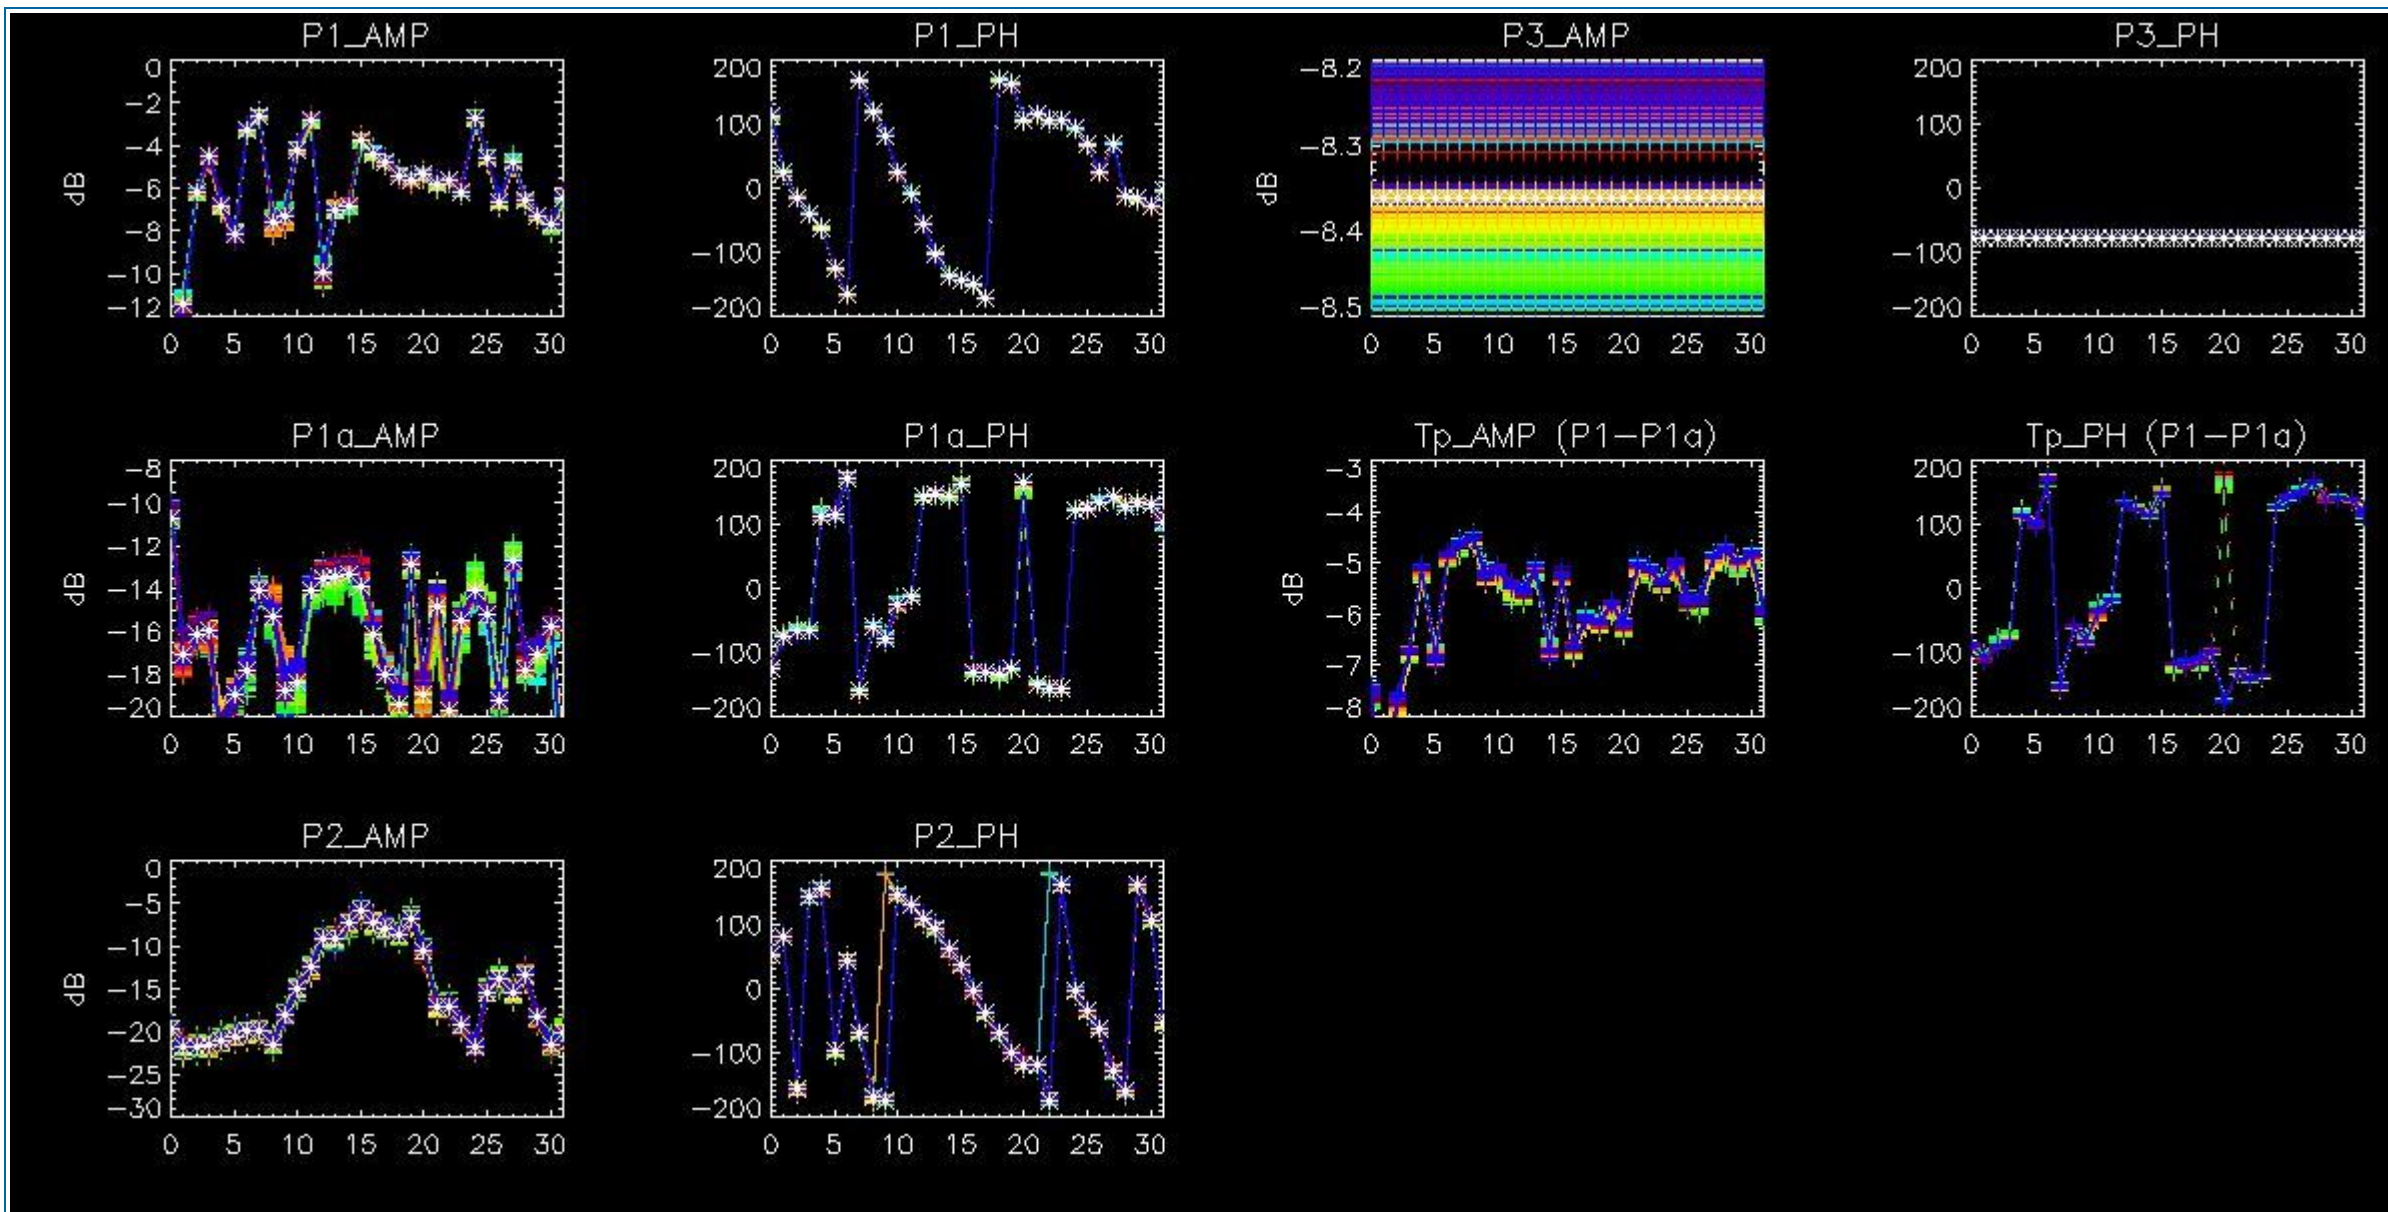 P1_AMP
P1_PH
P3_AMP
P3_PH
0
−2
−4
−6
−8
−10
−12
dB
0 5 10 15 20 25 30
200
100
0
−100
−200
0 5 10 15 20 25 30
−8.2
−8.3
−8.4
−8.5
dB
0 5 10 15 20 25 30
200
100
0
−100
−200
0 5 10 15 20 25 30
P1a_AMP
P1a_PH
Tp_AMP (P1−P1a)
Tp_PH (P1−P1a)
−8
−10
−12
−14
−16
−18
−20
dB
0 5 10 15 20 25 30
200
100
0
−100
−200
0 5 10 15 20 25 30
−3
−4
−5
−6
−7
−8
dB
0 5 10 15 20 25 30
200
100
0
−100
−200
0 5 10 15 20 25 30
P2_AMP
P2_PH
0
−5
−10
−15
−20
−25
−30
dB
0 5 10 15 20 25 30
200
100
0
−100
−200
0 5 10 15 20 25 30